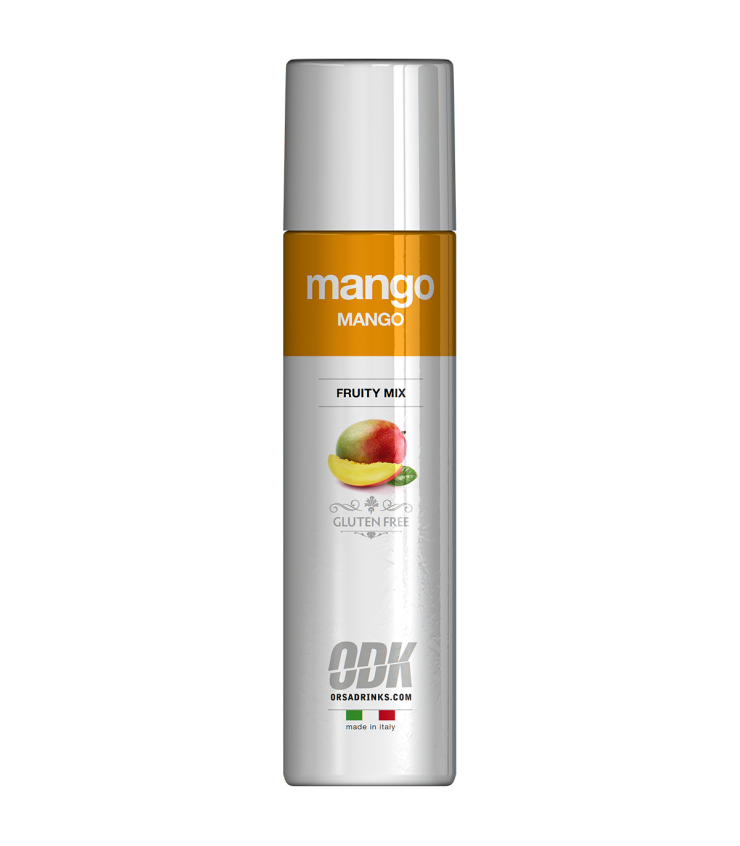 mango
MANGO
FRUITY MIX
GLUTEN FREE
ODK
ORSADRINKS.COM
made in italy